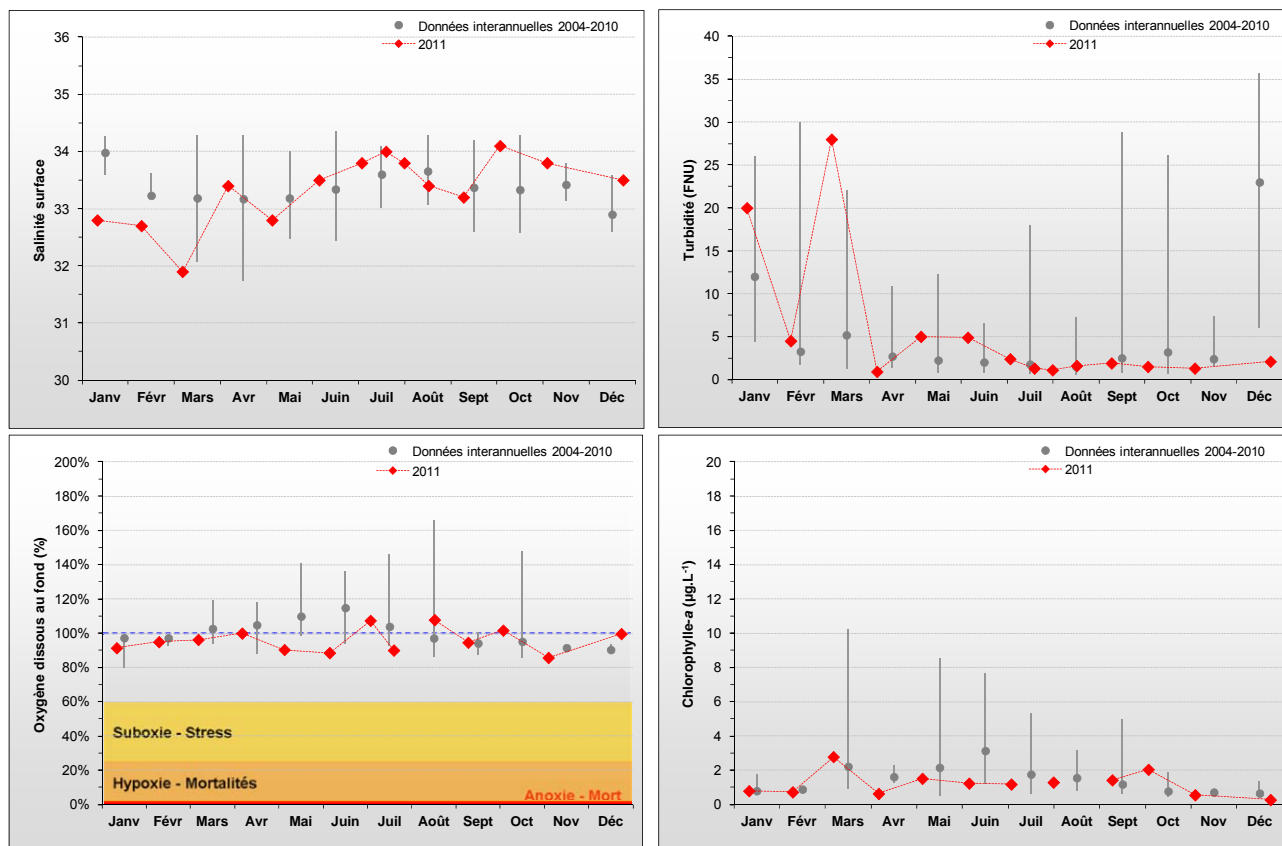 Données interannuelles 2004-2010
2011
Salinité surface
36
35
34
33
32
31
30
Janv Févr Mars Avr Mai Juin Juil Août Sept Oct Nov Déc
Données interannuelles 2004-2010
2011
Turbidité (FNU)
40
35
30
25
20
15
10
5
0
Janv Févr Mars Avr Mai Juin Juil Août Sept Oct Nov Déc
Données interannuelles 2004-2010
2011
Oxygène dissous au fond (%)
200%
180%
160%
140%
120%
100%
80%
60%
40%
20%
0%
Suboxie - Stress
Hypoxie - Mortalités
Anoxie - Mort
Janv Févr Mars Avr Mai Juin Juil Août Sept Oct Nov Déc
Données interannuelles 2004-2010
2011
Chlorophylle-a (µg.L⁻¹)
20
18
16
14
12
10
8
6
4
2
0
Janv Févr Mars Avr Mai Juin Juil Août Sept Oct Nov Déc